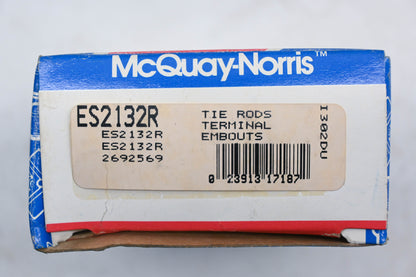 McQuay-Norris™
ES2132R
ES2132R
ES2132R
2692569
TIE RODS
TERMINAL
EMBOUTS
I302DU
0 23913 17187